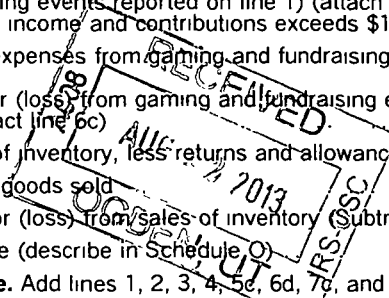 ing events reported on line 1) (attach
income and contributions exceeds $1
expenses from gaming and fundraising
r (loss) from gaming and fundraising e
act line 6c)
of inventory, less returns and allowanc
goods sold
or (loss) from sales of inventory (Subtr
e (describe in Schedule O)
e. Add lines 1, 2, 3, 4, 5c, 6d, 7c, and
RECEIVED
AUG 2013
IRS-OSC
OGDEN, UT